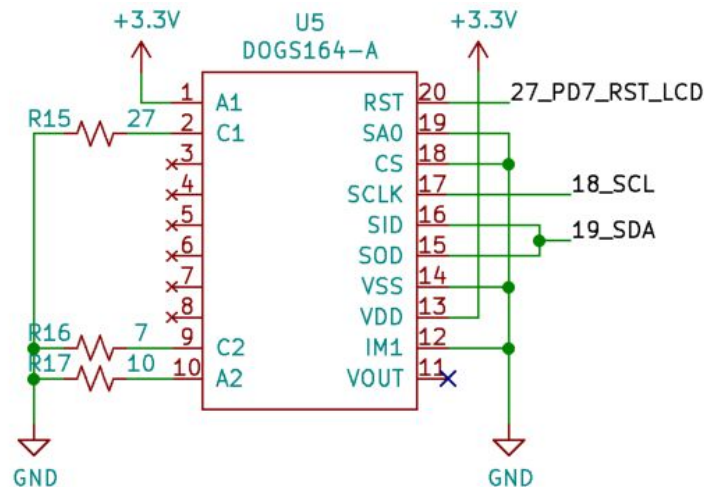 +3.3V U5 +3.3V
DOGS164-A
1 A1 RST 20 27_PD7_RST_LCD
R15 27 2 C1 SA0 19
3 CS 18
4 SCLK 17 18_SCL
5 SID 16
19_SDA
6 SOD 15
7 VSS 14
8 VDD 13
R16 7 9 C2 IM1 12
R17 10 10 A2 VOUT 11
GND GND